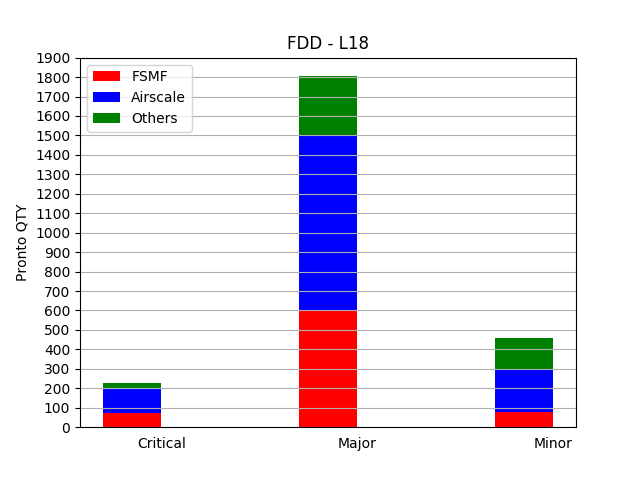 FDD - L18
1900
1800
1700
1600
1500
1400
1300
1200
1100
1000
900
800
700
600
500
400
300
200
100
0
Pronto QTY
FSMF
Airscale
Others
Critical
Major
Minor